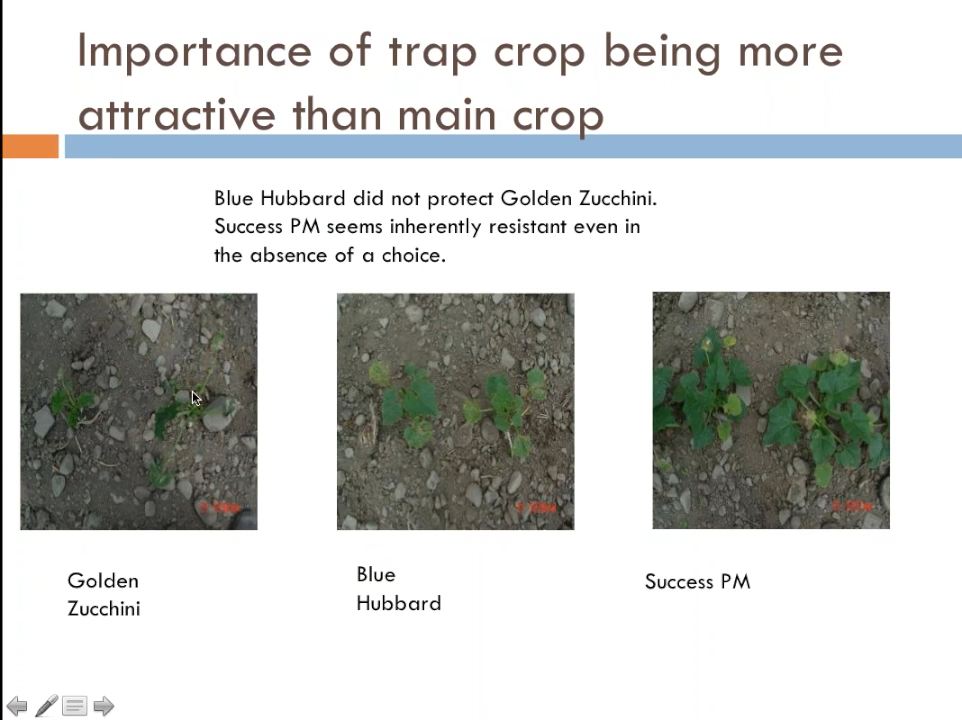 Importance of trap crop being more
attractive than main crop
Blue Hubbard did not protect Golden Zucchini.
Success PM seems inherently resistant even in
the absence of a choice.
Golden
Zucchini
Blue
Hubbard
Success PM